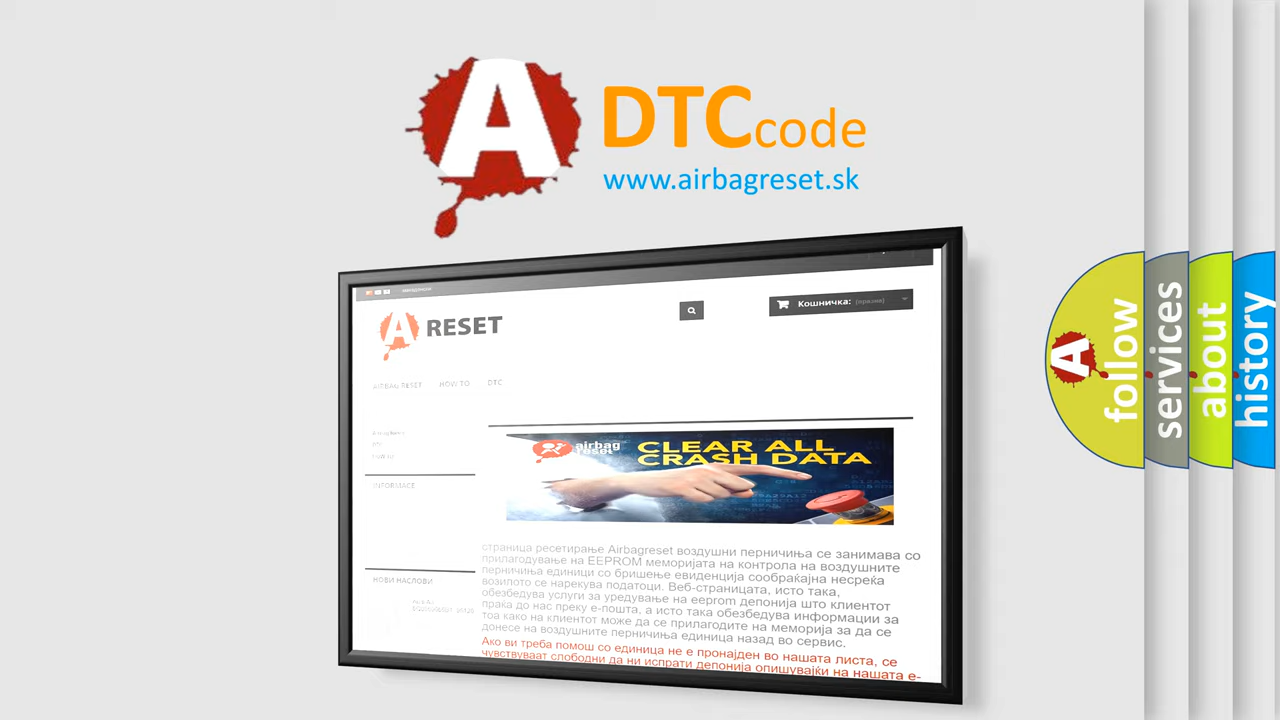 A
DTC code
www.airbagreset.sk
Кошничка: (празна)
A RESET
AIRBAG RESET HOW TO DTC
DTC
INFORMACE
airbag
reset
CLEAR ALL
CRASH DATA
страница ресетирање Airbagreset воздушни перничиња се занимава со
прилагодување на EEPROM меморијата на контрола на воздушните
перничиња единици со бришење евиденција сообраќајна несреќа
возилото се нарекува податоци. Веб-страницата, исто така,
обезбедува услуги за уредување на eeprom депонија што клиентот
праќа до нас преку е-пошта, а исто така обезбедува информации за
тоа како на клиентот може да се прилагодите на меморија за да се
донесе на воздушните перничиња единица назад во сервис.
НОВИ НАСЛОВИ
Ако ви треба помош со единица не е пронајден во нашата листа, се
чувствуваат слободни да ни испрати депонија опишувајќи на нашата е-
A
follow
services
about
history